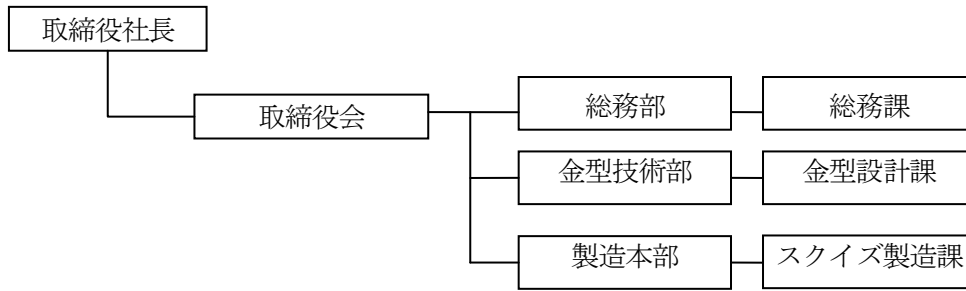 取締役社長
取締役会
総務部
総務課
金型技術部
金型設計課
製造本部
スクイズ製造課